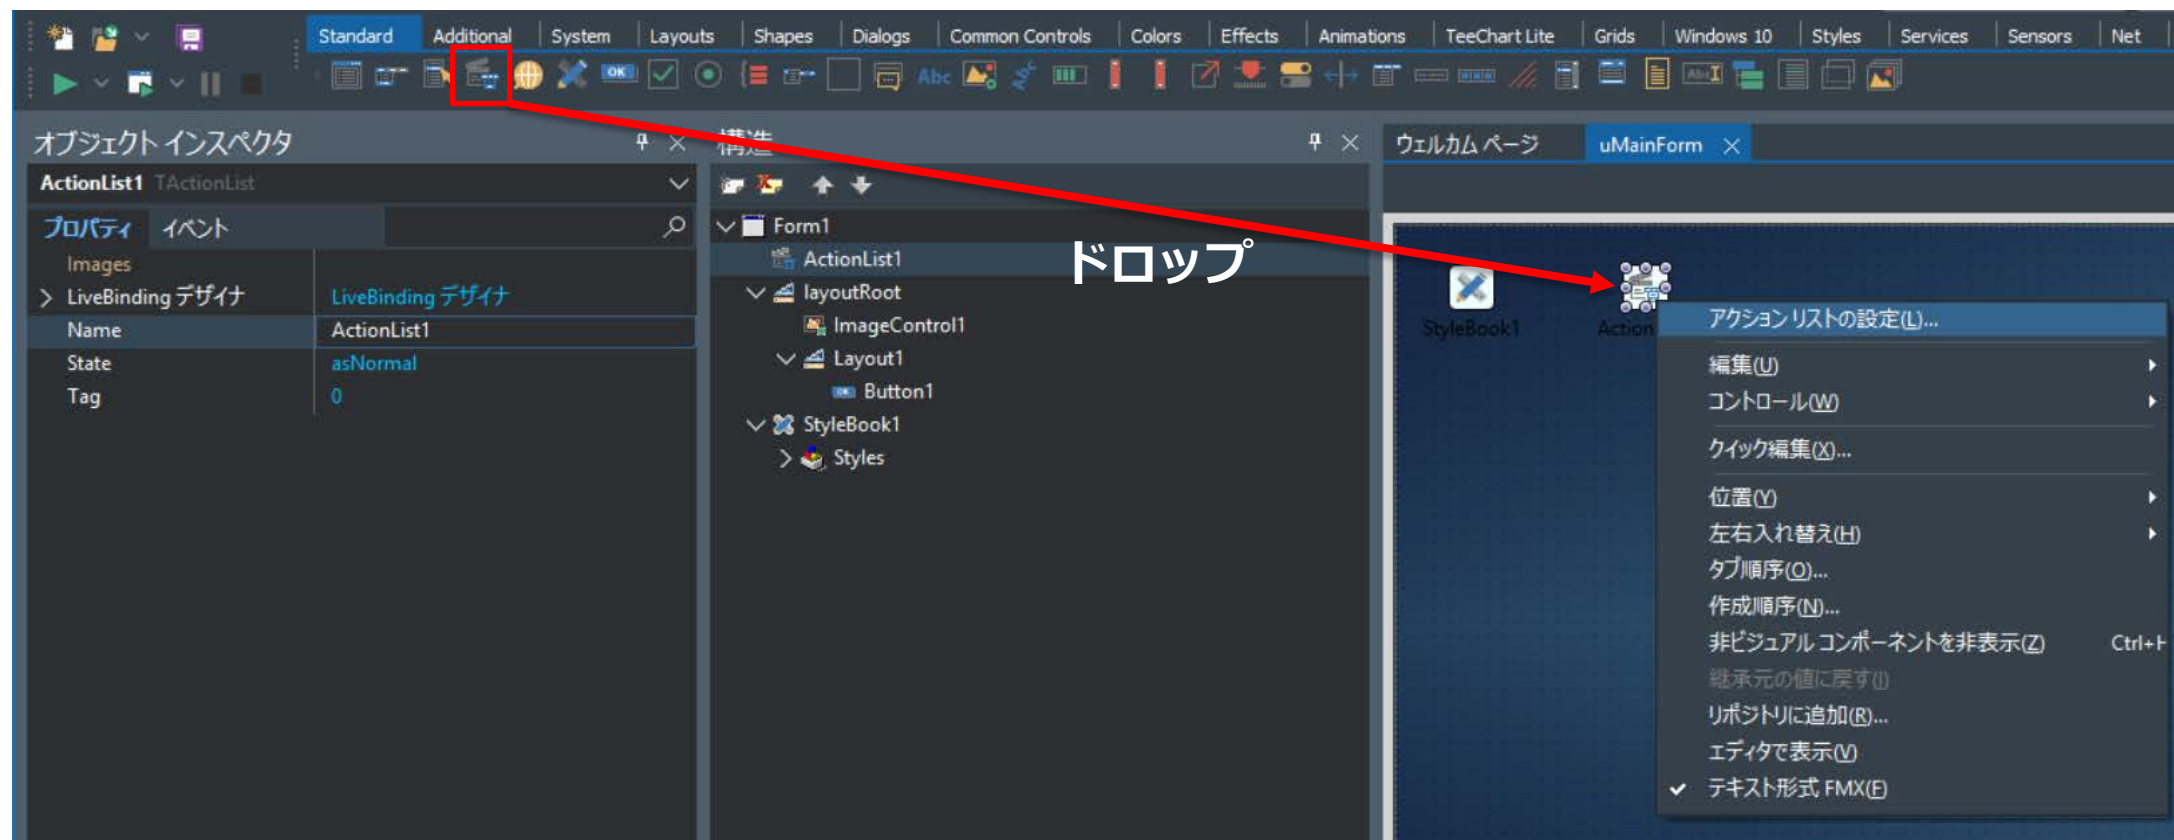 Standard Additional System Layouts Shapes Dialogs Common Controls Colors Effects Animations TeeChart Lite Grids Windows 10 Styles Services Sensors Net
OK Abc
オブジェクト インスペクタ
ActionList1 TActionList
プロパティ イベント
Images
LiveBinding デザイナ LiveBinding デザイナ
Name ActionList1
State asNormal
Tag 0
構造
Form1
ActionList1
layoutRoot
ImageControl1
Layout1
Button1
StyleBook1
Styles
ドロップ
ウェルカム ページ uMainForm
StyleBook1 Action
アクション リストの設定(L)...
編集(U)
コントロール(W)
クイック編集(X)...
位置(Y)
左右入れ替え(H)
タブ順序(O)...
作成順序(N)...
非ビジュアル コンポーネントを非表示(Z) Ctrl+H
継承元の値に戻す(I)
リポジトリに追加(R)...
エディタで表示(V)
テキスト形式 FMX(F)